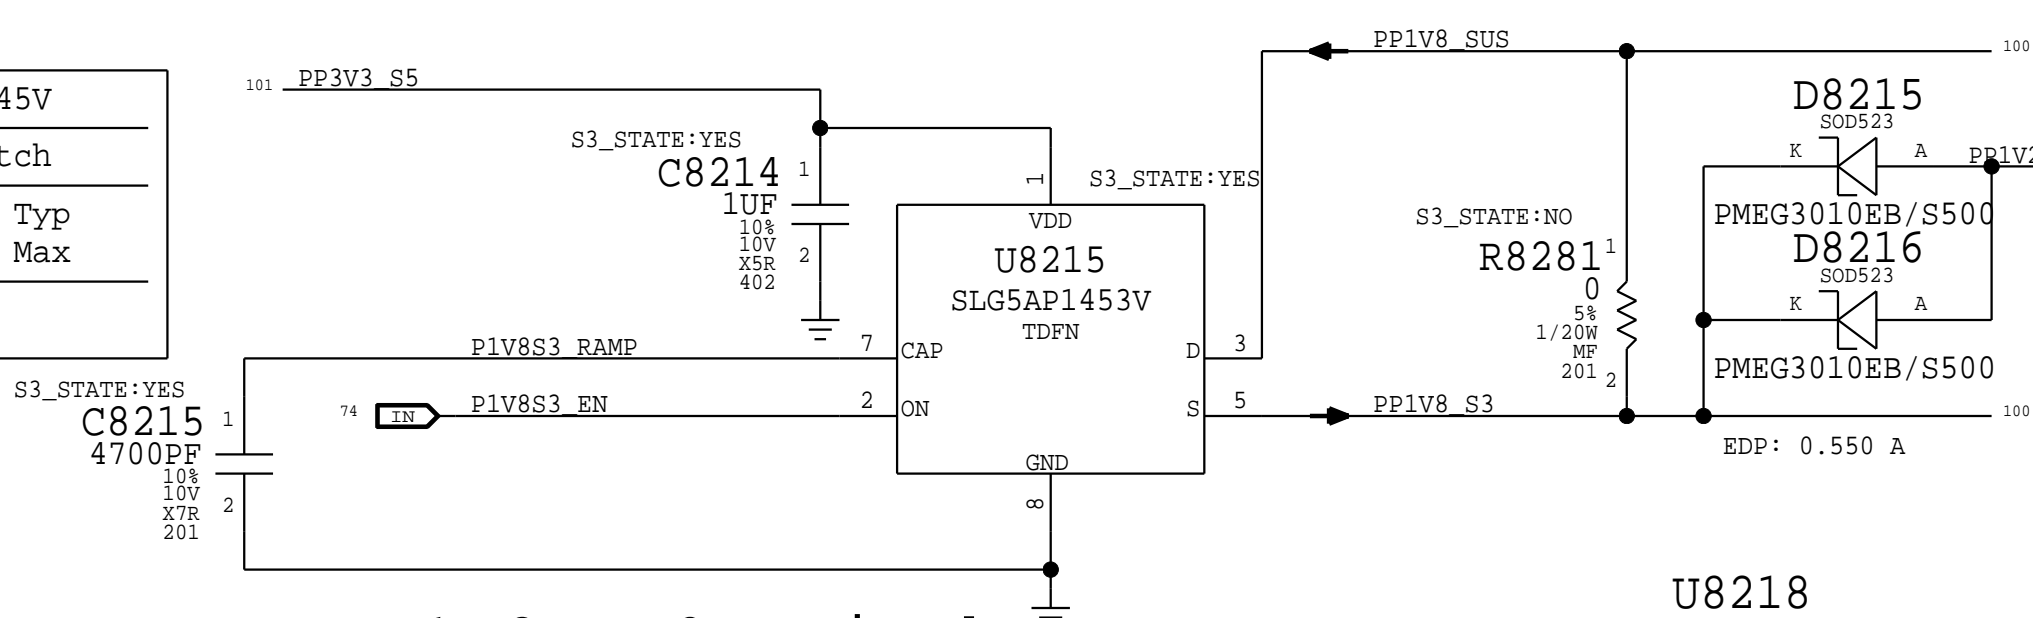 45V
tch
Typ
Max
101
PP3V3_S5
S3_STATE:YES
C8214
1
1UF
10%
10V
X5R
402
2
S3_STATE:YES
C8215
1
4700PF
10%
10V
X7R
201
2
P1V8S3_RAMP
7
74
IN
P1V8S3_EN
2
1
S3_STATE:YES
VDD
U8215
SLG5AP1453V
TDFN
CAP
D
3
ON
S
5
GND
8
PP1V8_SUS
100
S3_STATE:NO
R8281
1
0
5%
1/20W
MF
201
2
PP1V8_S3
100
EDP: 0.550 A
D8215
SOD523
K
A
PP1V2
PMEG3010EB/S500
D8216
SOD523
K
A
PMEG3010EB/S500
U8218